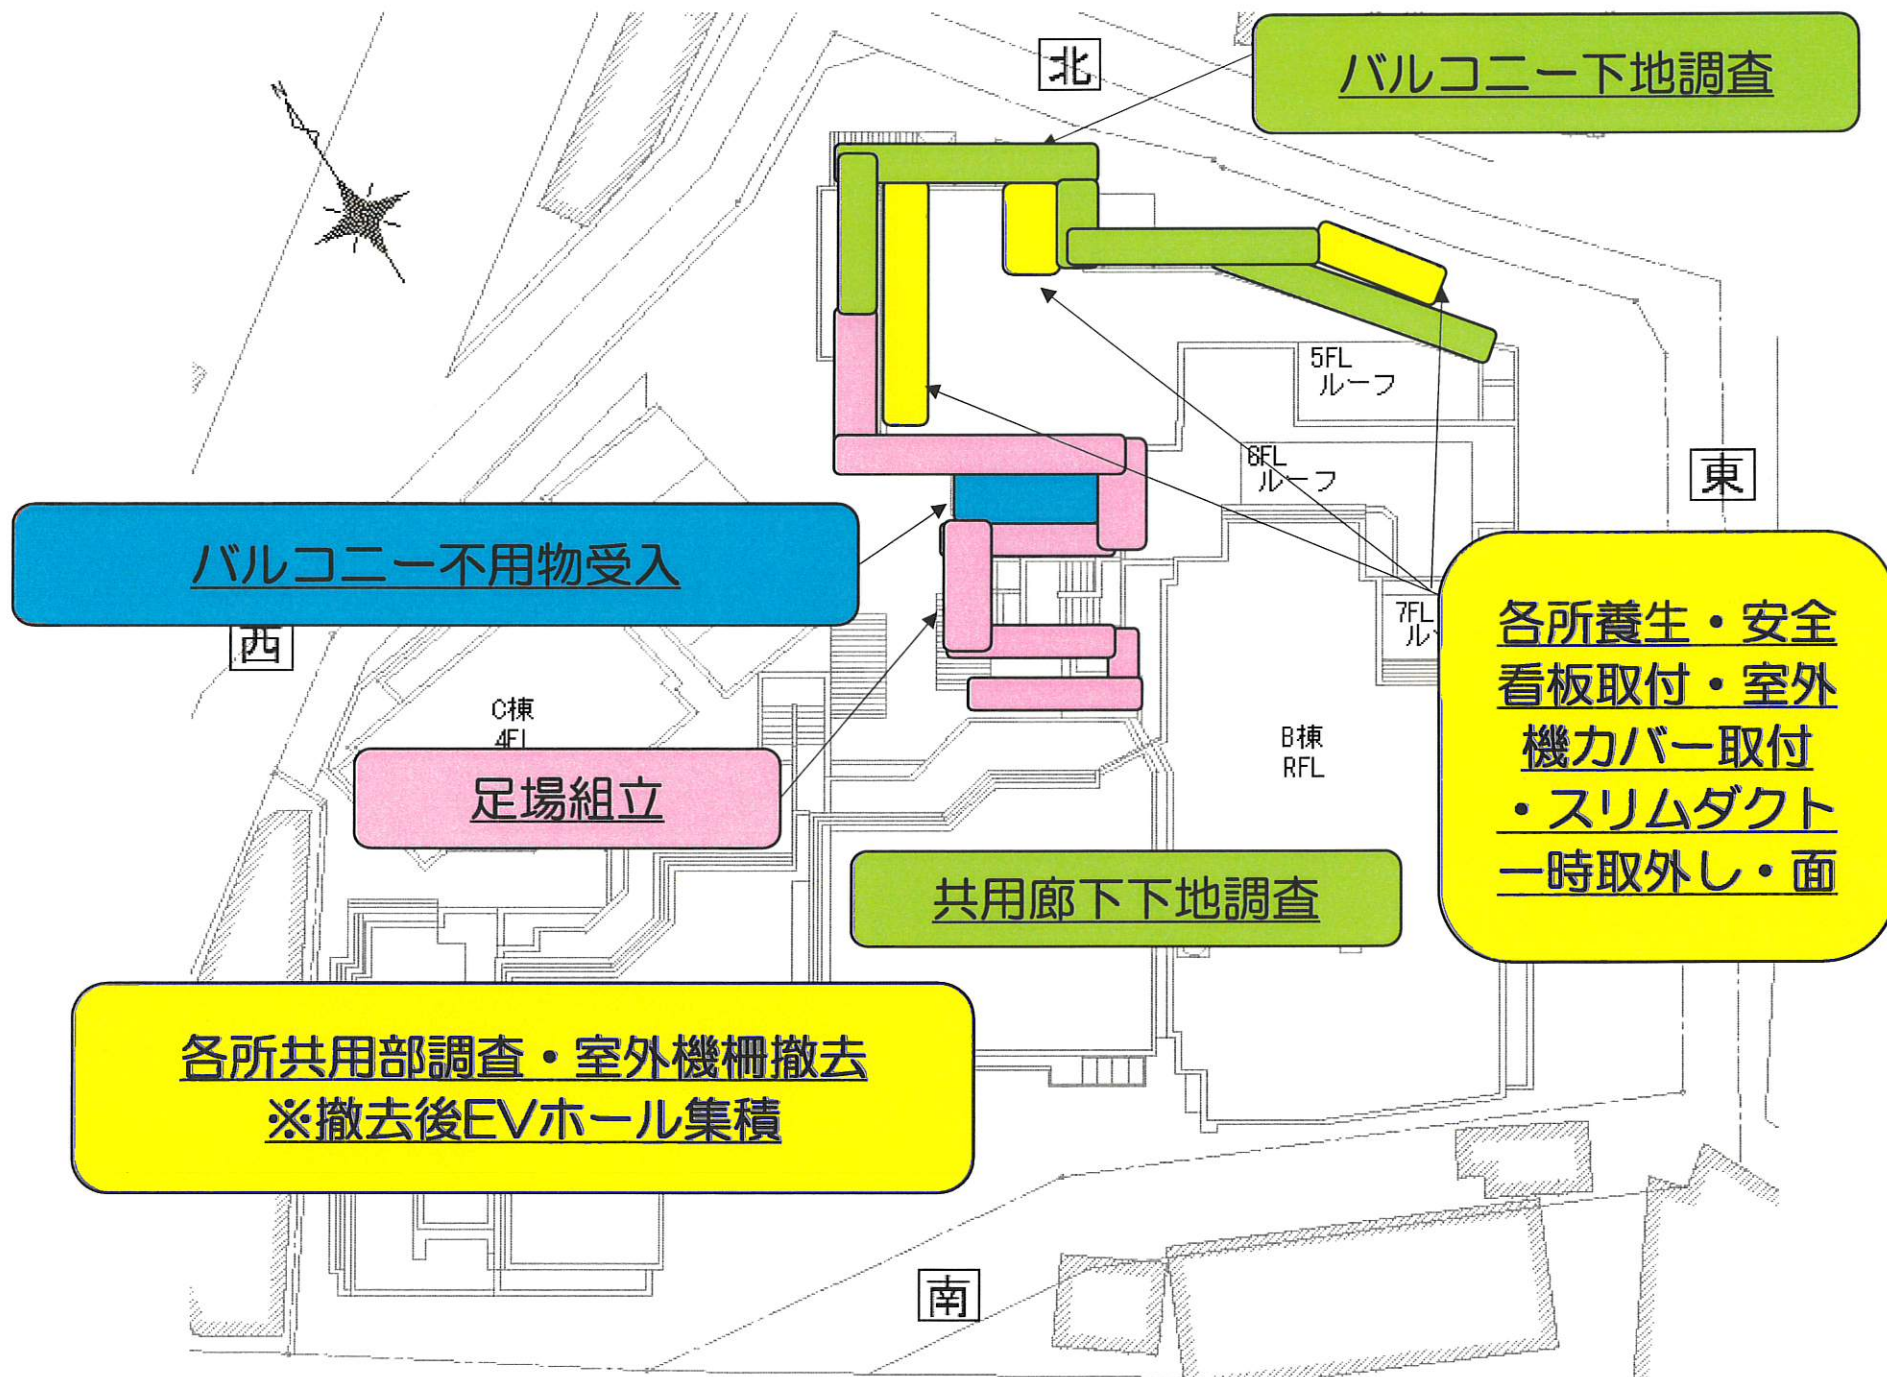 北
バルコニー下地調査
5FL
ルーフ
6FL
ルーフ
東
バルコニー不用物受入
西
7FL
各所養生・安全
看板取付・室外
機カバー取付
・スリムダクト
一時取外し・面
C棟
4FL
B棟
RFL
足場組立
共用廊下下地調査
各所共用部調査・室外機柵撤去
※撤去後EVホール集積
南